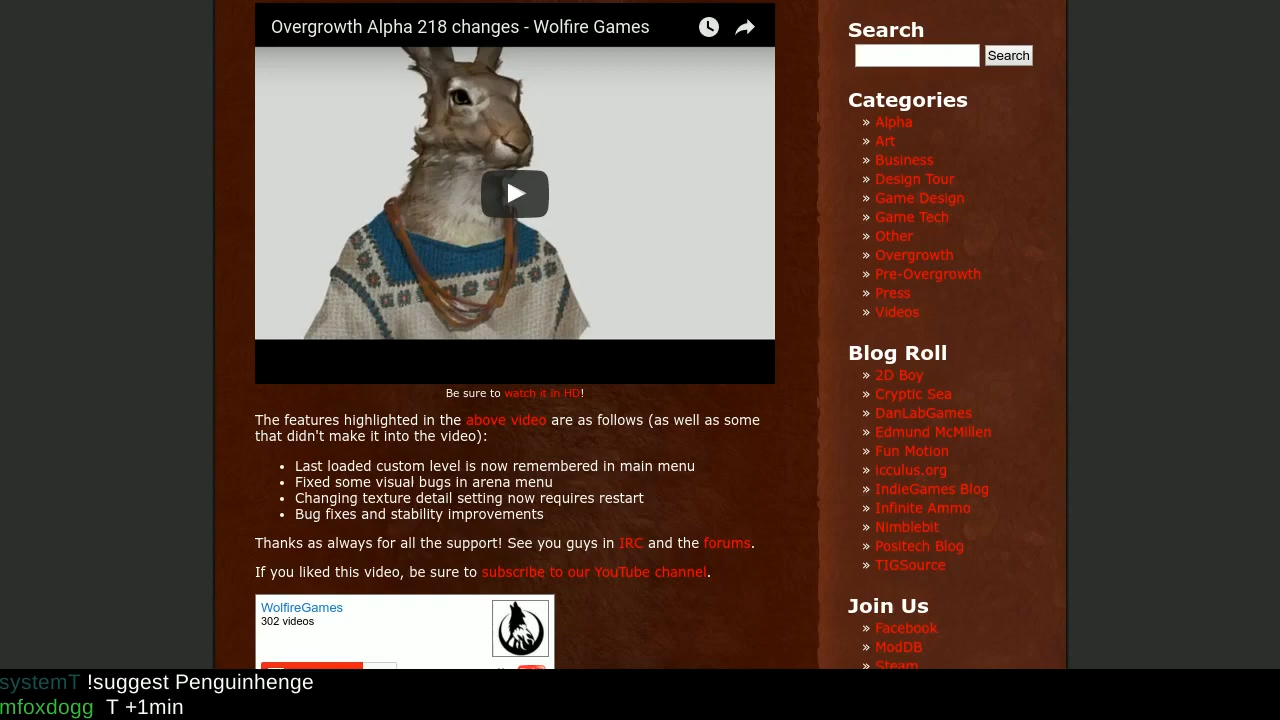 Overgrowth Alpha 218 changes - Wolfire Games
Be sure to watch it in HD!
The features highlighted in the above video are as follows (as well as some
that didn't make it into the video):
• Last loaded custom level is now remembered in main menu
• Fixed some visual bugs in arena menu
• Changing texture detail setting now requires restart
• Bug fixes and stability improvements
Thanks as always for all the support! See you guys in IRC and the forums.
If you liked this video, be sure to subscribe to our YouTube channel.
WolfireGames
302 videos
Search
Search
Categories
» Alpha
» Art
» Business
» Design Tour
» Game Design
» Game Tech
» Other
» Overgrowth
» Pre-Overgrowth
» Press
» Videos
Blog Roll
» 2D Boy
» Cryptic Sea
» DanLabGames
» Edmund McMillen
» Fun Motion
» icculus.org
» IndieGames Blog
» Infinite Ammo
» Nimblebit
» Positech Blog
» TIGSource
Join Us
» Facebook
» ModDB
» Steam
systemT !suggest Penguinhenge
mfoxdogg T +1min